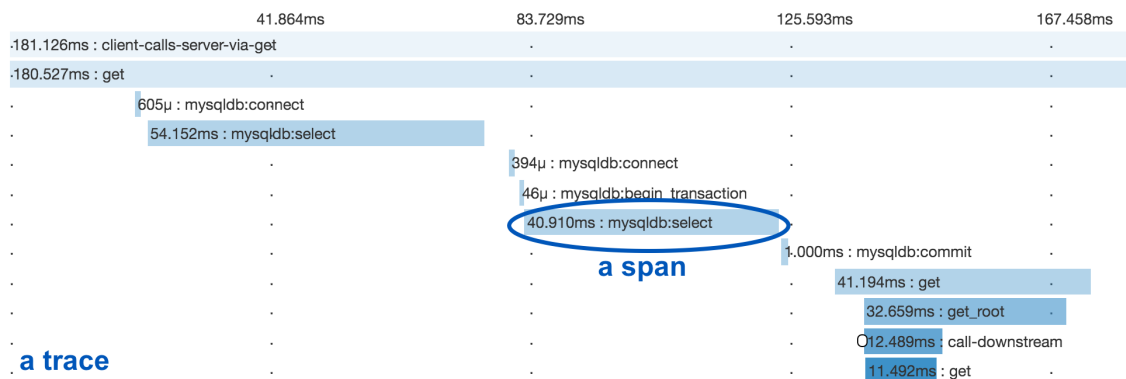 41.864ms 83.729ms 125.593ms 167.458ms
181.126ms : client-calls-server-via-get
180.527ms : get
605μ : mysqldb:connect
54.152ms : mysqldb:select
394μ : mysqldb:connect
46μ : mysqldb:begin_transaction
40.910ms : mysqldb:select
1.000ms : mysqldb:commit
a span
41.194ms : get
32.659ms : get_root
O12.489ms : call-downstream
a trace
11.492ms : get